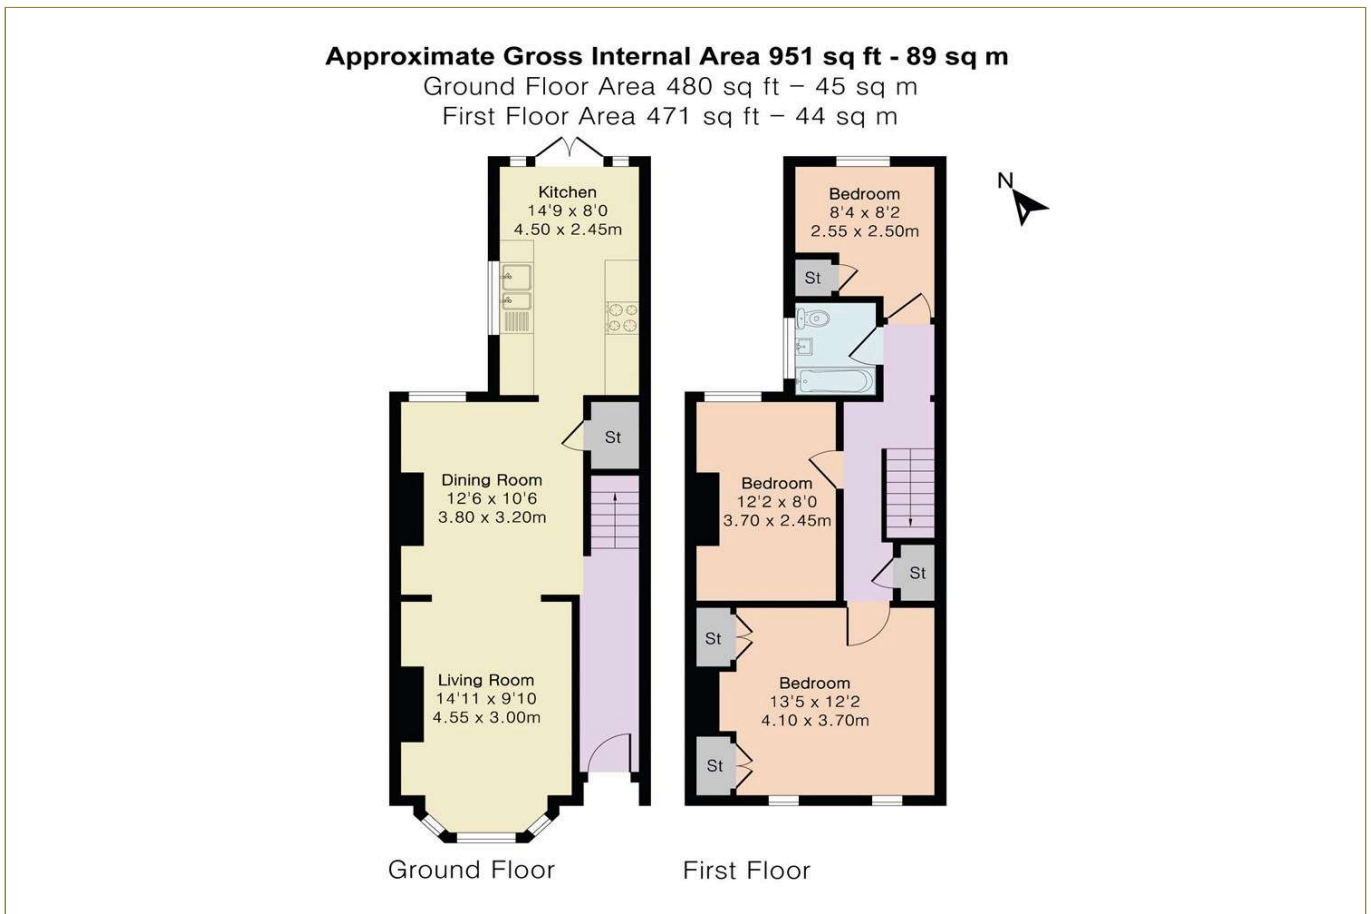 Approximate Gross Internal Area 951 sq ft - 89 sq m
Ground Floor Area 480 sq ft – 45 sq m
First Floor Area 471 sq ft – 44 sq m
Kitchen
14'9 x 8'0
4.50 x 2.45m
St
Dining Room
12'6 x 10'6
3.80 x 3.20m
Living Room
14'11 x 9'10
4.55 x 3.00m
Ground Floor
Bedroom
8'4 x 8'2
2.55 x 2.50m
St
Bedroom
12'2 x 8'0
3.70 x 2.45m
St
St
Bedroom
13'5 x 12'2
4.10 x 3.70m
St
First Floor
N